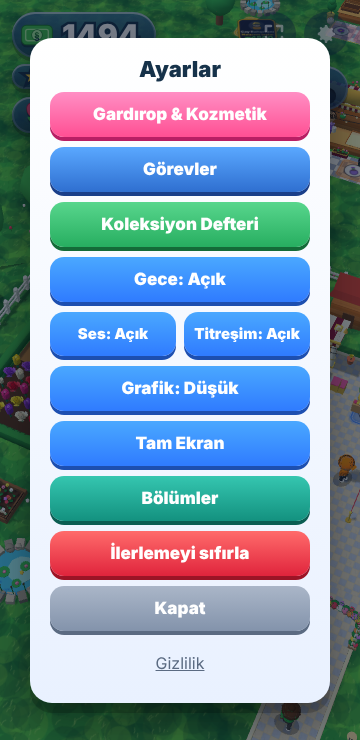 1494
Ayarlar
Gardırop & Kozmetik
Görevler
Koleksiyon Defteri
Gece: Açık
Ses: Açık
Titreşim: Açık
Grafik: Düşük
Tam Ekran
Bölümler
İlerlemeyi sıfırla
Kapat
Gizlilik